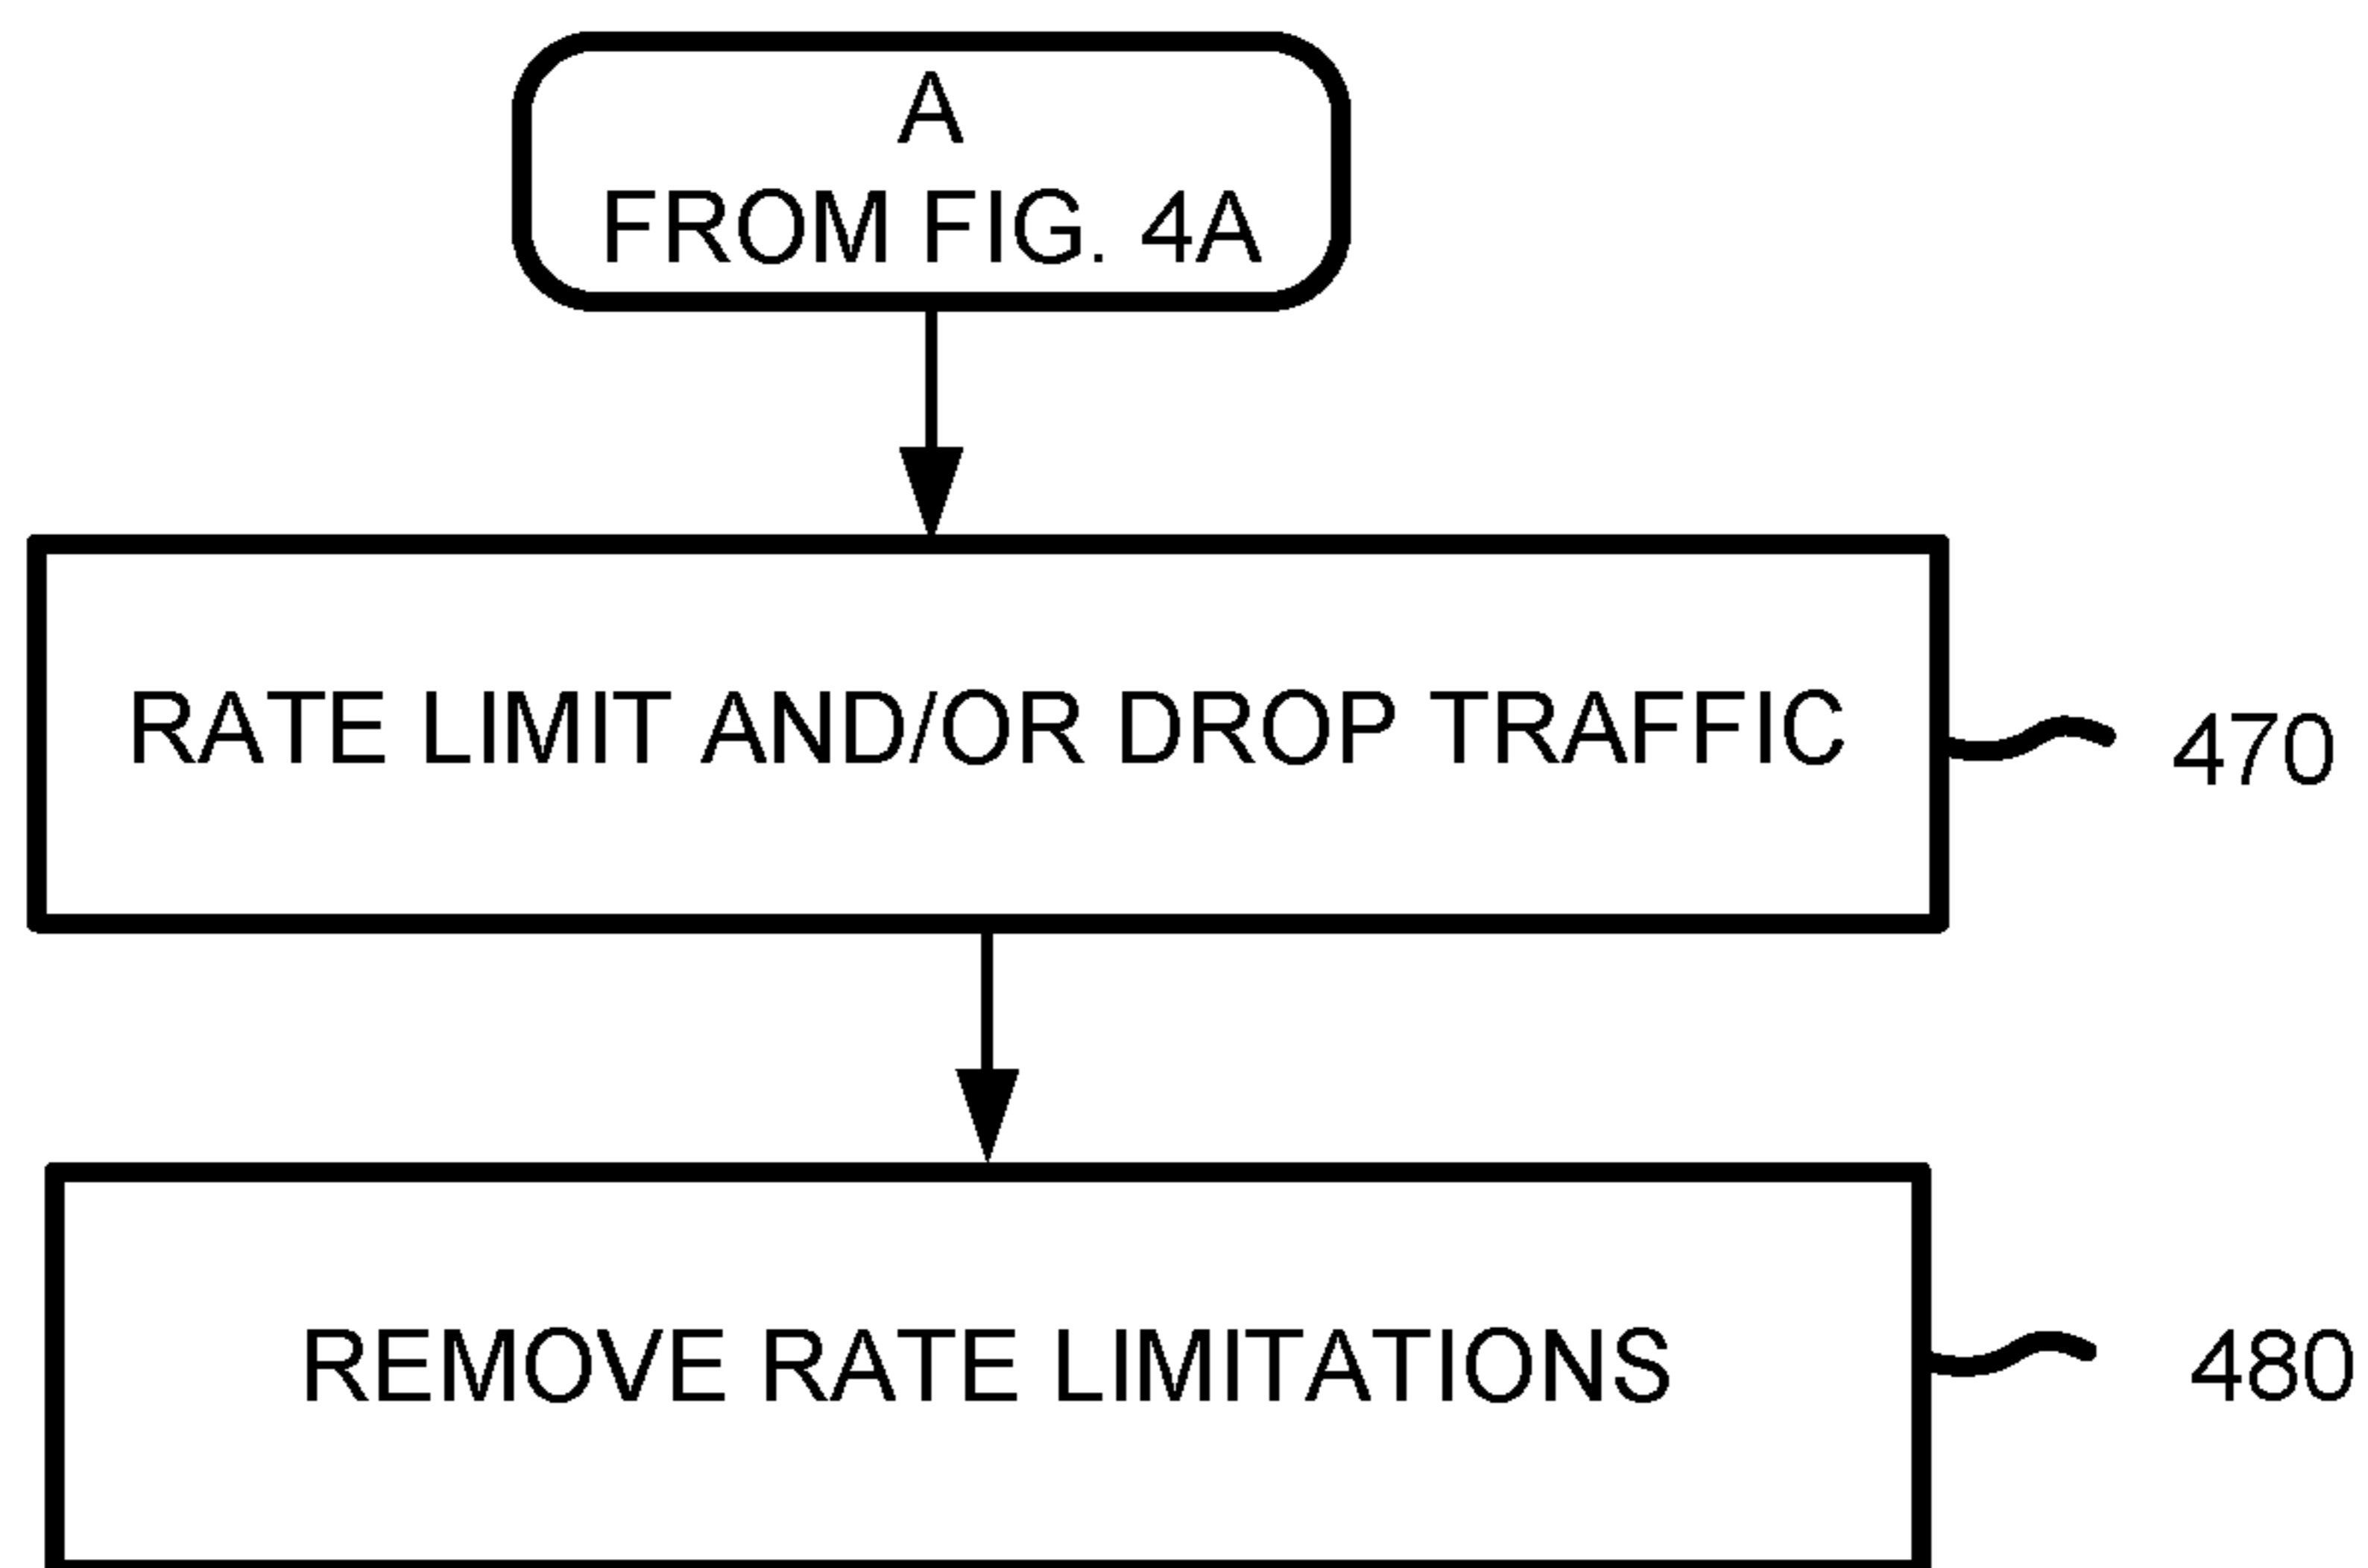 A
FROM FIG. 4A
RATE LIMIT AND/OR DROP TRAFFIC
470
REMOVE RATE LIMITATIONS
480